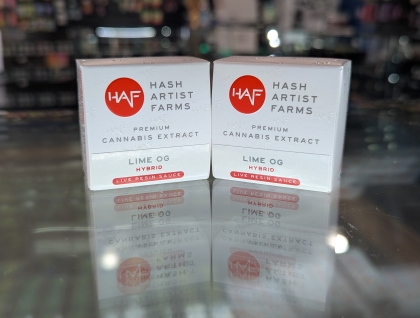 HAF
HASH
ARTIST
FARMS
PREMIUM
CANNABIS EXTRACT
LIME OG
HYBRID
LIVE RESIN SAUCE
HAF
HASH
ARTIST
FARMS
PREMIUM
CANNABIS EXTRACT
LIME OG
HYBRID
LIVE RESIN SAUCE